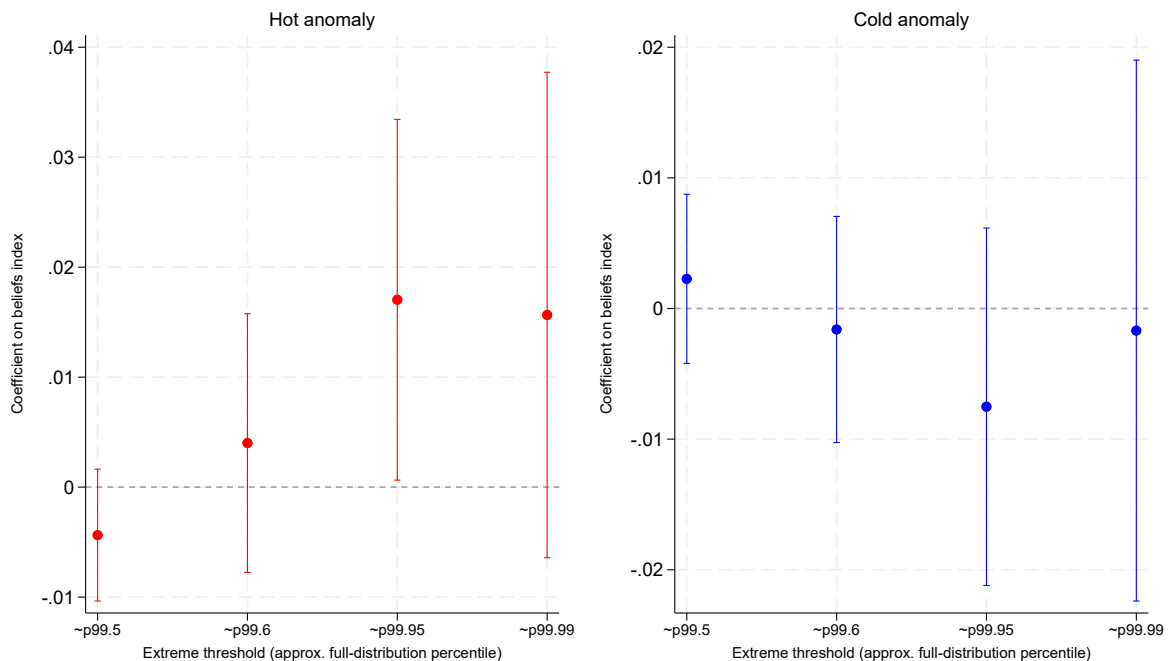 Hot anomaly
Coefficient on beliefs index
.04
.03
.02
.01
0
-.01
~p99.5
~p99.6
~p99.95
~p99.99
Extreme threshold (approx. full-distribution percentile)
Cold anomaly
Coefficient on beliefs index
.02
.01
0
-.01
-.02
~p99.5
~p99.6
~p99.95
~p99.99
Extreme threshold (approx. full-distribution percentile)